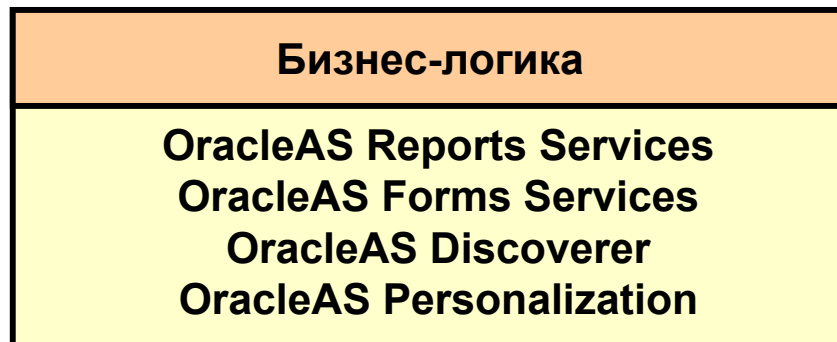 Бизнес-логика
OracleAS Reports Services
OracleAS Forms Services
OracleAS Discoverer
OracleAS Personalization